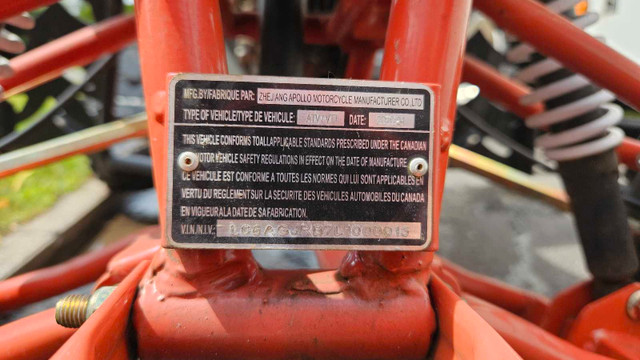 MFG.BY/FABRIQUE PAR: ZHEJIANG APOLLO MOTORCYCLE MANUFACTURER CO.,LTD
TYPE OF VEHICLE/TYPE DE VEHICULE: DATE:
THIS VEHICLE CONFORMS TO ALL APPLICABLE STANDARDS PRESCRIBED UNDER THE CANADIAN
MOTOR VEHICLE SAFETY REGULATIONS IN EFFECT ON THE DATE OF MANUFACTURE
CE VEHICULE EST CONFORME A TOUTES LES NORMES QUI LUI SONT APPLICABLES EN
VERTU DU REGLEMENT SUR LA SECURITE DES VEHICULES AUTOMOBILES DU CANADA
EN VIGUEUR A LA DATE DE SA FABRICATION.
V.I.N./N.I.V.: